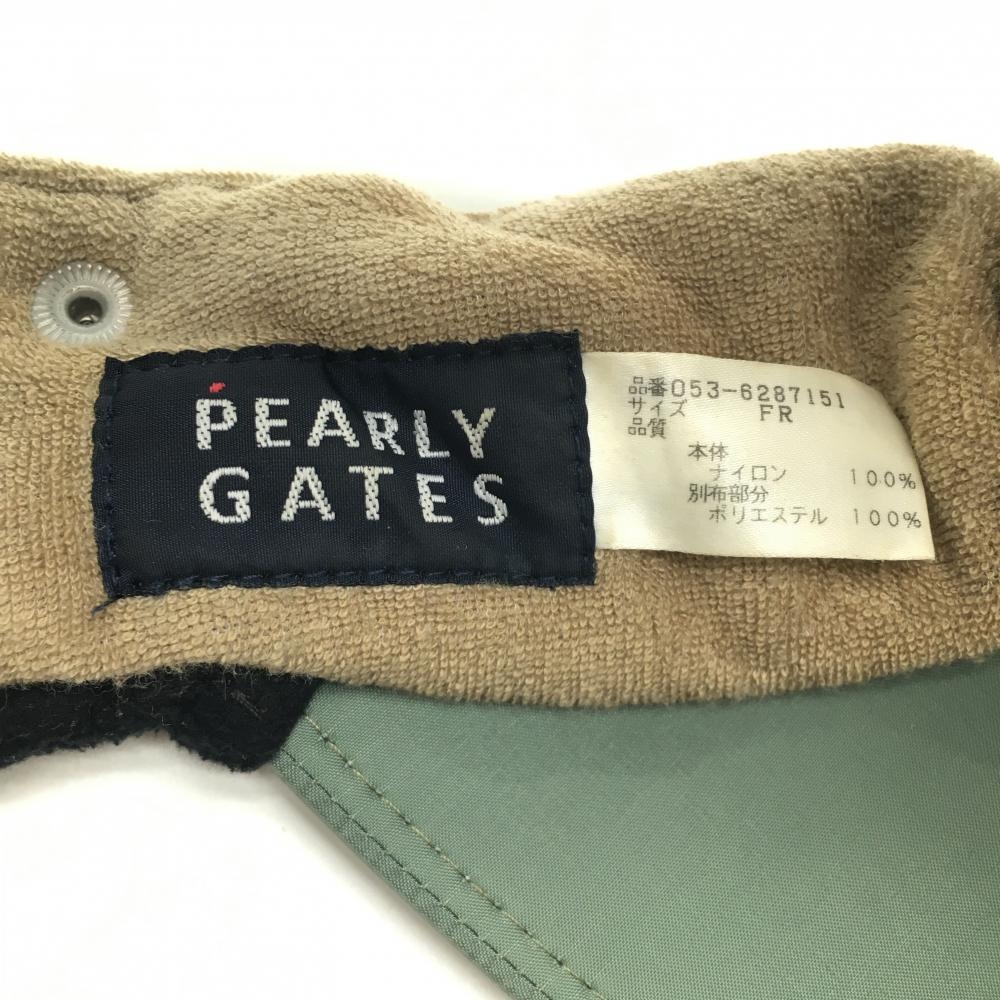 PEARLY
GATES
品番053-6287151
サイズ FR
品質
本体
ナイロン 100%
別布部分
ポリエステル 100%